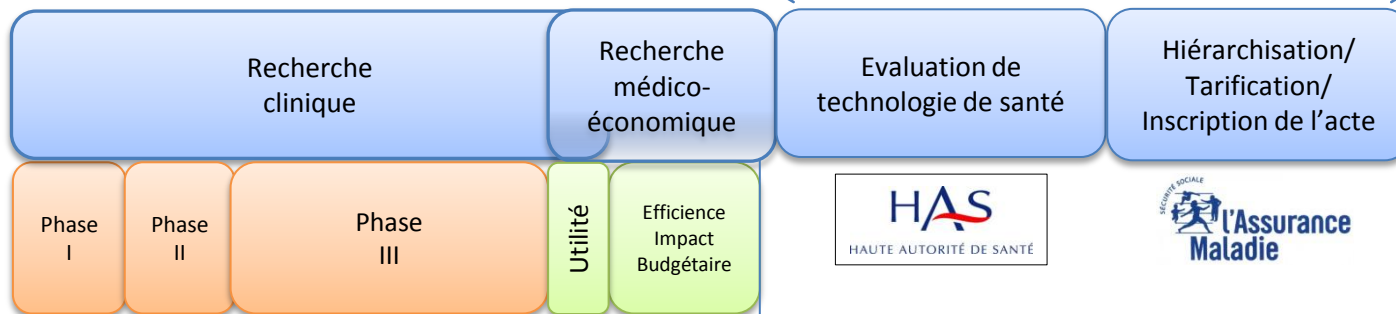 Recherche
clinique
Recherche
médico-
économique
Evaluation de
technologie de santé
Hiérarchisation/
Tarification/
Inscription de l'acte
Phase
I
Phase
II
Phase
III
Utilité
Efficience
Impact
Budgétaire
HAS
HAUTE AUTORITÉ DE SANTÉ
SÉCURITÉ SOCIALE
l'Assurance
Maladie